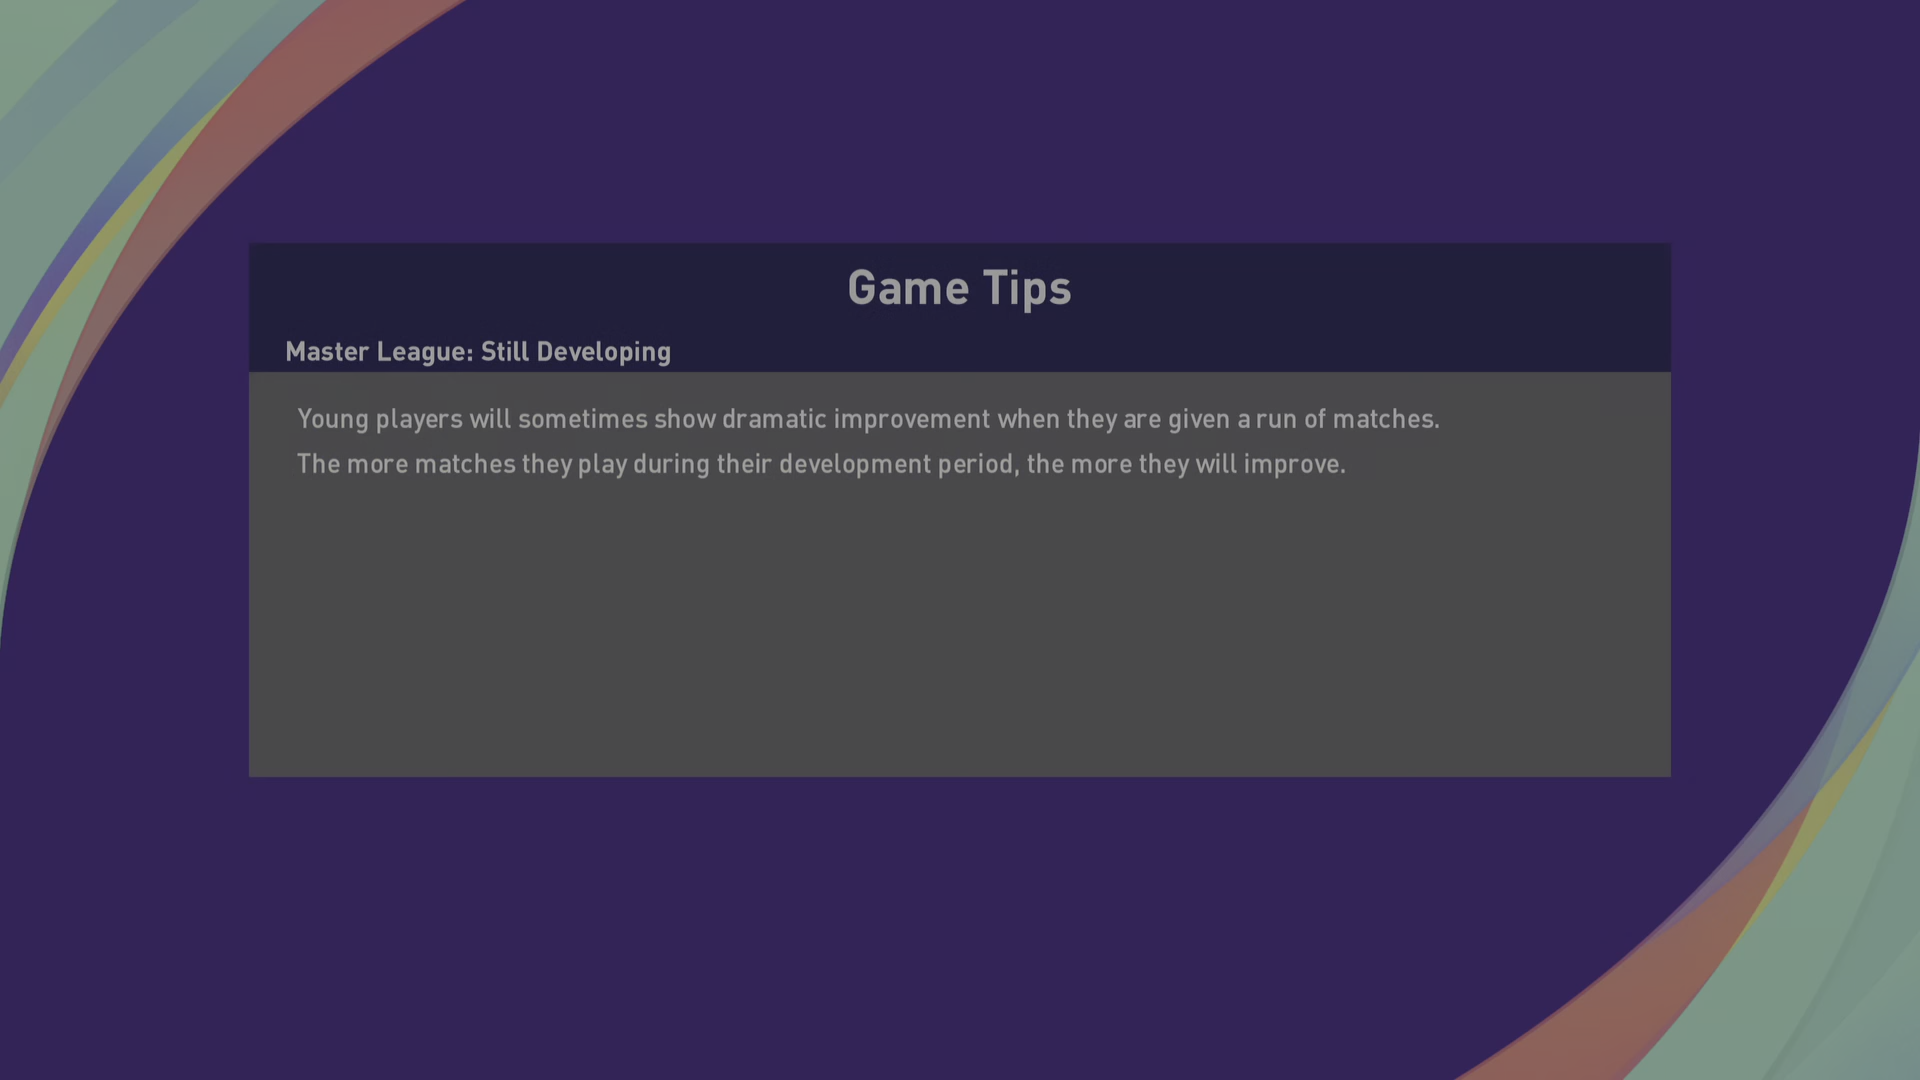 Game Tips
Master League: Still Developing
Young players will sometimes show dramatic improvement when they are given a run of matches.
The more matches they play during their development period, the more they will improve.